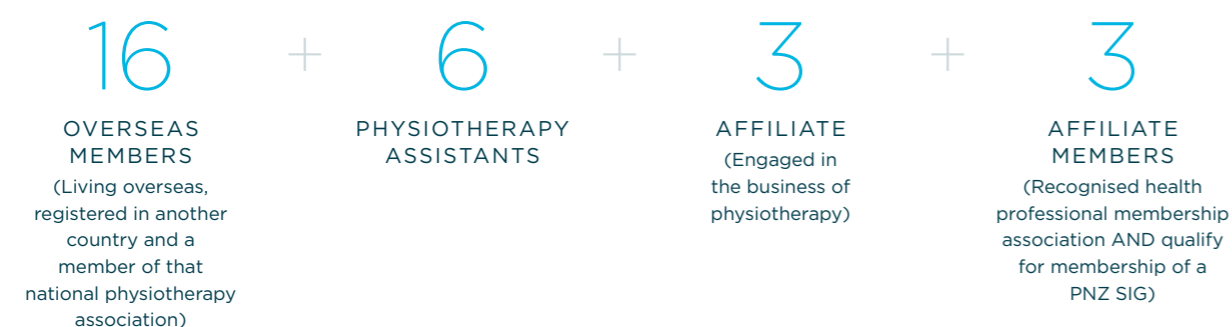 16 + 6 + 3 + 3
OVERSEAS
MEMBERS
(Living overseas,
registered in another
country and a
member of that
national physiotherapy
association)
PHYSIOTHERAPY
ASSISTANTS
AFFILIATE
(Engaged in
the business of
physiotherapy)
AFFILIATE
MEMBERS
(Recognised health
professional membership
association AND qualify
for membership of a
PNZ SIG)